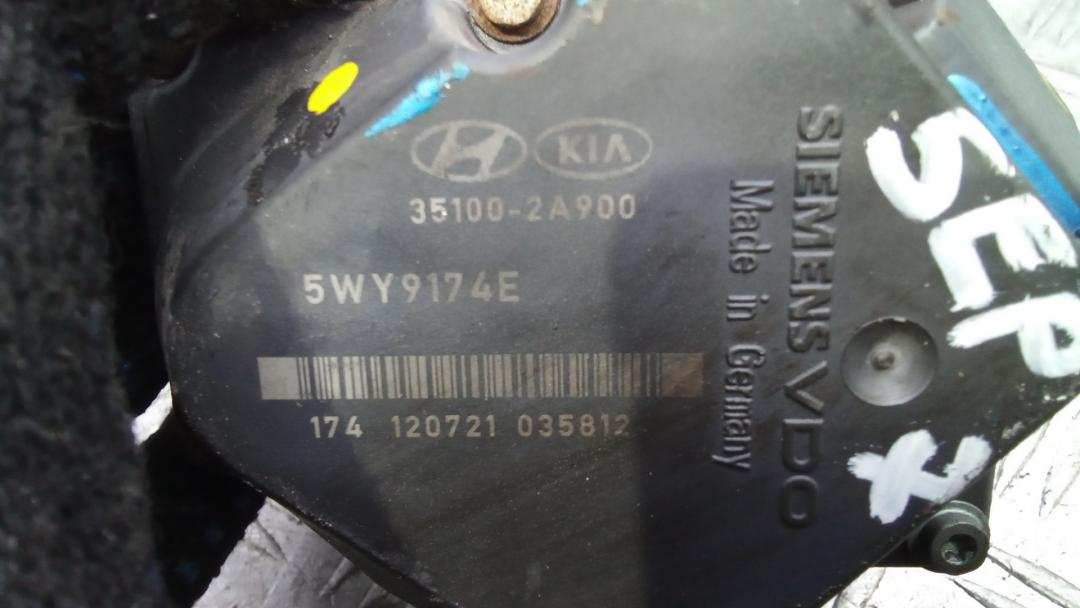 KIA
35100-2A900
5WY9174E
174 120721 035812
SIEMENS VDO
Made in Germany
SEP